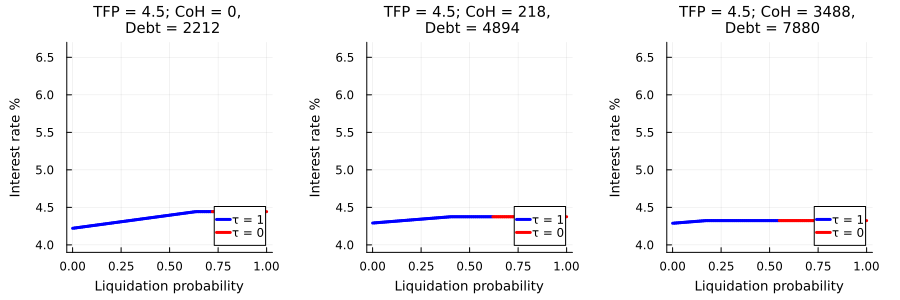 TFP = 4.5; CoH = 0,
Debt = 2212
6.5
6.0
5.5
5.0
4.5
4.0
Interest rate %
τ = 1
τ = 0
0.00 0.25 0.50 0.75 1.00
Liquidation probability
TFP = 4.5; CoH = 218,
Debt = 4894
6.5
6.0
5.5
5.0
4.5
4.0
Interest rate %
τ = 1
τ = 0
0.00 0.25 0.50 0.75 1.00
Liquidation probability
TFP = 4.5; CoH = 3488,
Debt = 7880
6.5
6.0
5.5
5.0
4.5
4.0
Interest rate %
τ = 1
τ = 0
0.00 0.25 0.50 0.75 1.00
Liquidation probability